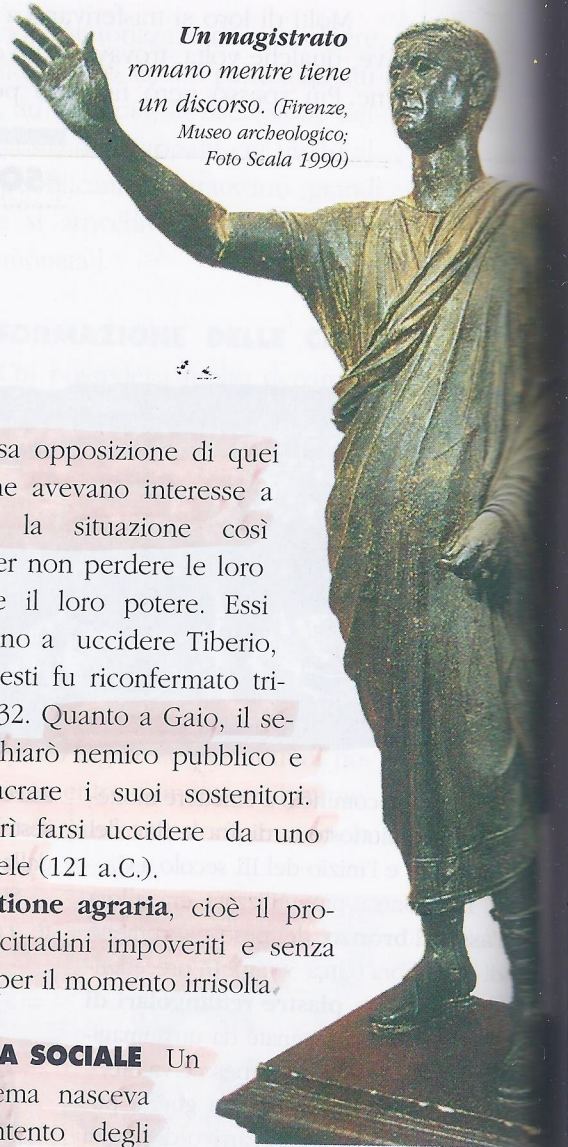 Un magistrato
romano mentre tiene
un discorso. (Firenze,
Museo archeologico;
Foto Scala 1990)
sa opposizione di quei
ne avevano interesse a
la situazione così
er non perdere le loro
e il loro potere. Essi
no a uccidere Tiberio,
esti fu riconfermato tri-
32. Quanto a Gaio, il se-
chiarò nemico pubblico e
acrare i suoi sostenitori.
rì farsi uccidere da uno
ele (121 a.C.).
tione agraria, cioè il pro-
cittadini impoveriti e senza
per il momento irrisolta.
A SOCIALE Un
ema nasceva
ntento degli